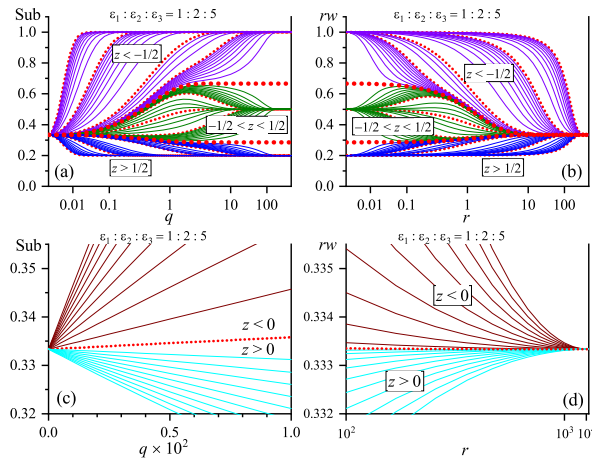 Sub ε₁ : ε₂ : ε₃ = 1 : 2 : 5
1.0
0.8
0.6
0.4
0.2
0.0
z < −1/2
−1/2 < z < 1/2
z > 1/2
(a)
0.01 0.1 1 10 100
q
rw ε₁ : ε₂ : ε₃ = 1 : 2 : 5
1.0
0.8
0.6
0.4
0.2
0.0
z < −1/2
−1/2 < z < 1/2
z > 1/2
(b)
0.01 0.1 1 10 100
r
Sub ε₁ : ε₂ : ε₃ = 1 : 2 : 5
0.35
0.34
0.33
0.32
z < 0
z > 0
(c)
0.0 0.5 1.0
q × 10²
rw ε₁ : ε₂ : ε₃ = 1 : 2 : 5
0.335
0.334
0.333
0.332
z < 0
z > 0
(d)
10² 10³
r